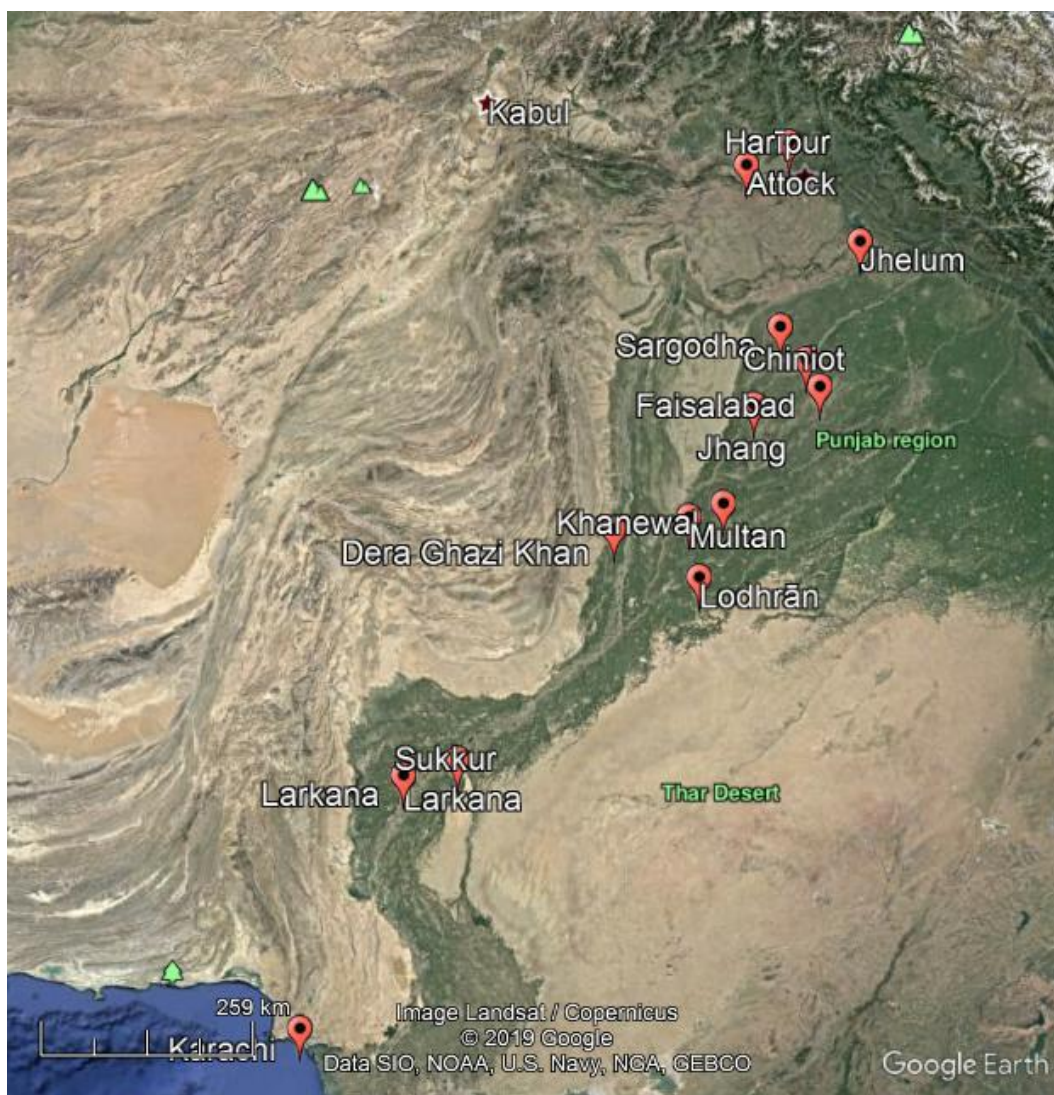 Kabul
Harīpur
Attock
Jhelum
Sargodha
Chiniot
Faisalabad
Punjab region
Jhang
Khanewal
Multan
Dera Ghazi Khan
Lodhrān
Sukkur
Larkana
Larkana
Thar Desert
259 km
Image Landsat / Copernicus
© 2019 Google
Karachi
Data SIO, NOAA, U.S. Navy, NGA, GEBCO
Google Earth